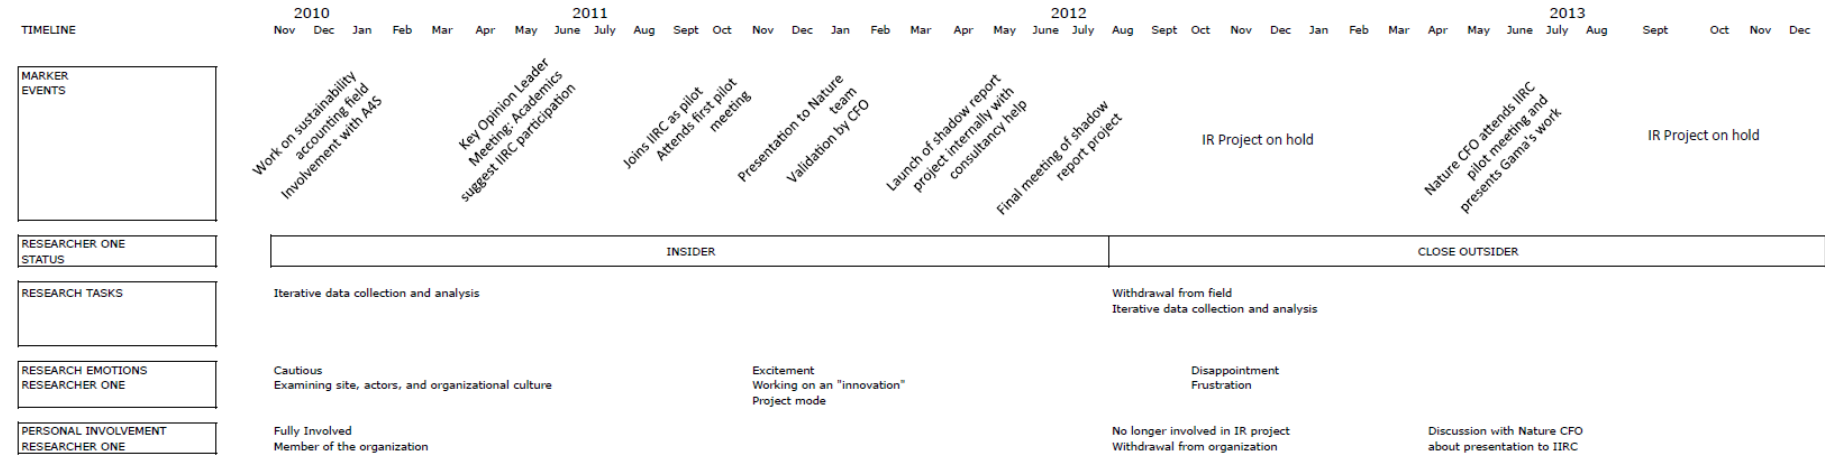 2010 2011 2012 2013
TIMELINE Nov Dec Jan Feb Mar Apr May June July Aug Sept Oct Nov Dec Jan Feb Mar Apr May June July Aug Sept Oct Nov Dec Jan Feb Mar Apr May June July Aug Sept Oct Nov Dec
MARKER
EVENTS
Work on sustainability
accounting field
Involvement with A4S
Key Opinion Leader
Meeting: Academics
suggest IIRC participation
Joins IIRC as pilot
Attends first pilot
meeting
Presentation to Nature
team
Validation by CFO
Launch of shadow report
project internally with
consultancy help
Final meeting of shadow
report project
IR Project on hold
Nature CFO attends IIRC
pilot meeting and
presents Gama's work
IR Project on hold
RESEARCHER ONE
STATUS
INSIDER
CLOSE OUTSIDER
RESEARCH TASKS
Iterative data collection and analysis
Withdrawal from field
Iterative data collection and analysis
RESEARCH EMOTIONS
RESEARCHER ONE
Cautious
Examining site, actors, and organizational culture
Excitement
Working on an "innovation"
Project mode
Disappointment
Frustration
PERSONAL INVOLVEMENT
RESEARCHER ONE
Fully Involved
Member of the organization
No longer involved in IR project
Withdrawal from organization
Discussion with Nature CFO
about presentation to IIRC